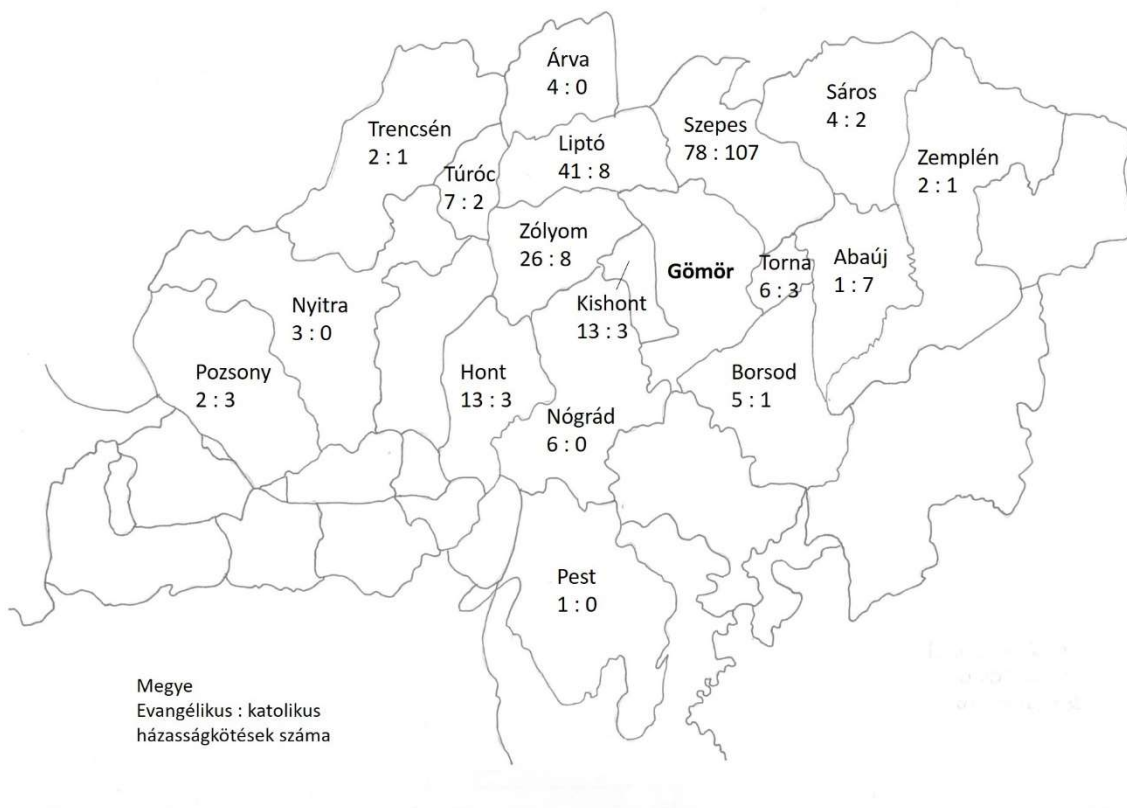 Árva
4 : 0
Sáros
4 : 2
Trencsén
2 : 1
Liptó
41 : 8
Szepes
78 : 107
Zemplén
2 : 1
Túróc
7 : 2
Zólyom
26 : 8
Gömör
Torna
6 : 3
Abaúj
1 : 7
Nyitra
3 : 0
Kishont
13 : 3
Pozsony
2 : 3
Hont
13 : 3
Borsod
5 : 1
Nógrád
6 : 0
Pest
1 : 0
Megye
Evangélikus : katolikus
házasságkötések száma